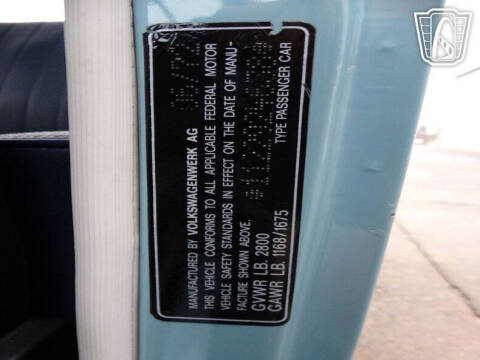 MANUFACTURED BY VOLKSWAGENWERK AG
THIS VEHICLE CONFORMS TO ALL APPLICABLE FEDERAL MOTOR
VEHICLE SAFETY STANDARDS IN EFFECT ON THE DATE OF MANU-
FACTURE SHOWN ABOVE.
GVWR LB. 2800
GAWR LB. 1168/1675
TYPE PASSENGER CAR